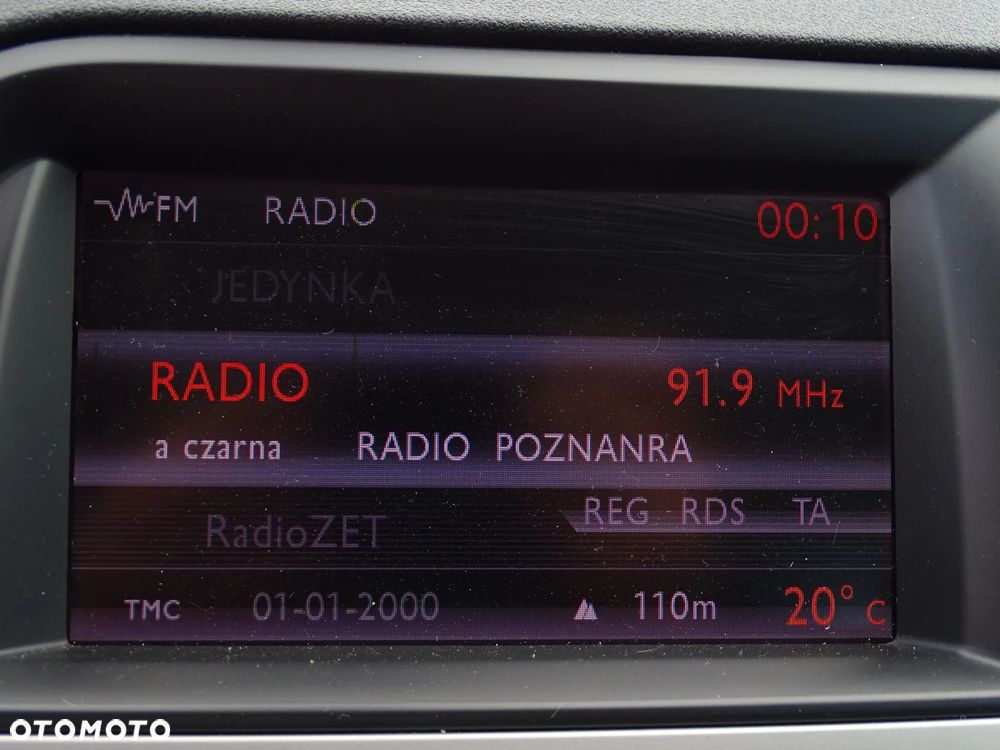 FM RADIO 00:10
JEDYNKA
RADIO 91.9 MHz
a czarna RADIO POZNANRA
REG RDS TA
RadioZET
TMC 01-01-2000 110m 20°C
OTOMOTO